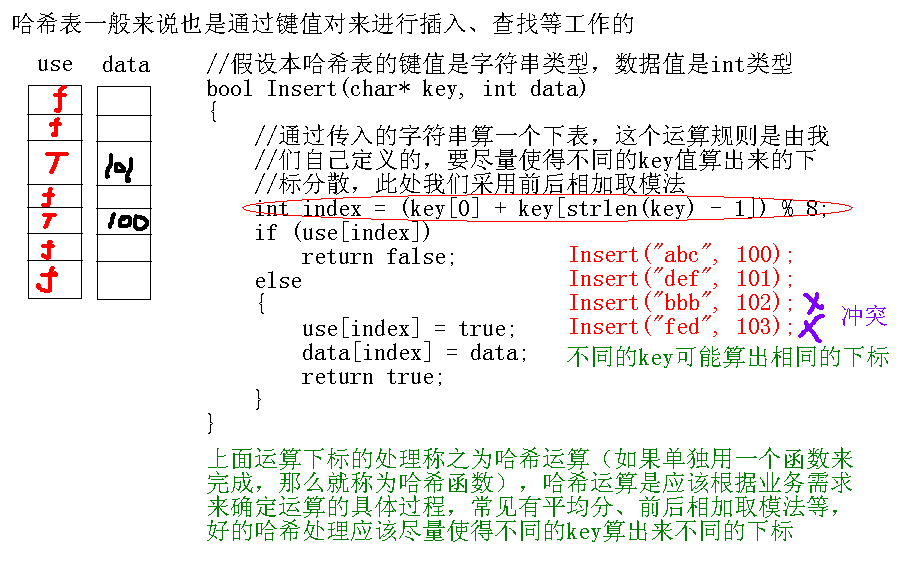 哈希表一般来说也是通过键值对来进行插入、查找等工作的
use data
f
f
T 101
f
T 100
f
f
//假设本哈希表的键值是字符串类型，数据值是int类型
bool Insert(char* key, int data)
{
//通过传入的字符串算一个下表，这个运算规则是由我
//们自己定义的，要尽量使得不同的key值算出来的下
//标分散，此处我们采用前后相加取模法
int index = (key[0] + key[strlen(key) - 1]) % 8;
if (use[index])
return false;
else
{
use[index] = true;
data[index] = data;
return true;
}
}
Insert("abc", 100);
Insert("def", 101);
Insert("bbb", 102); x
Insert("fed", 103); x
冲突
不同的key可能算出相同的下标
上面运算下标的处理称之为哈希运算（如果单独用一个函数来
完成，那么就称为哈希函数），哈希运算是应该根据业务需求
来确定运算的具体过程，常见有平均分、前后相加取模法等，
好的哈希处理应该尽量使得不同的key算出来不同的下标